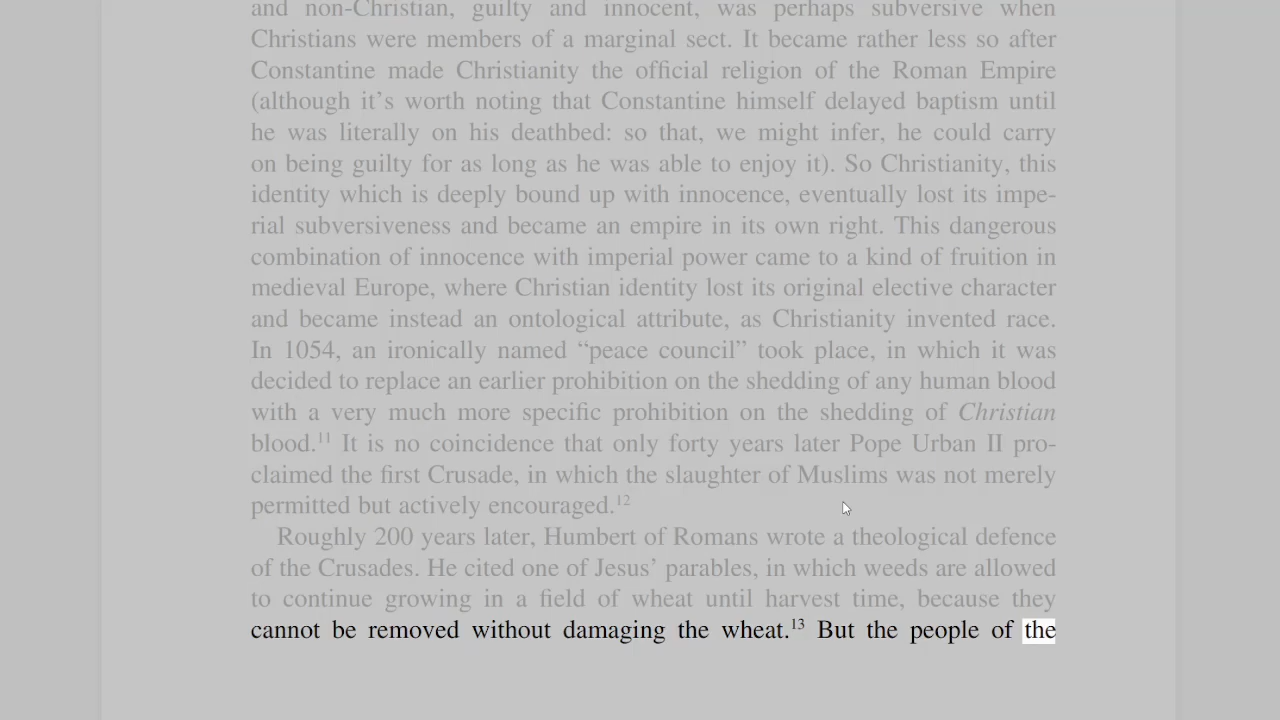 and non-Christian, guilty and innocent, was perhaps subversive when
Christians were members of a marginal sect. It became rather less so after
Constantine made Christianity the official religion of the Roman Empire
(although it's worth noting that Constantine himself delayed baptism until
he was literally on his deathbed: so that, we might infer, he could carry
on being guilty for as long as he was able to enjoy it). So Christianity, this
identity which is deeply bound up with innocence, eventually lost its impe-
rial subversiveness and became an empire in its own right. This dangerous
combination of innocence with imperial power came to a kind of fruition in
medieval Europe, where Christian identity lost its original elective character
and became instead an ontological attribute, as Christianity invented race.
In 1054, an ironically named “peace council” took place, in which it was
decided to replace an earlier prohibition on the shedding of any human blood
with a very much more specific prohibition on the shedding of Christian
blood.11 It is no coincidence that only forty years later Pope Urban II pro-
claimed the first Crusade, in which the slaughter of Muslims was not merely
permitted but actively encouraged.12
Roughly 200 years later, Humbert of Romans wrote a theological defence
of the Crusades. He cited one of Jesus’ parables, in which weeds are allowed
to continue growing in a field of wheat until harvest time, because they
cannot be removed without damaging the wheat.13 But the people of the